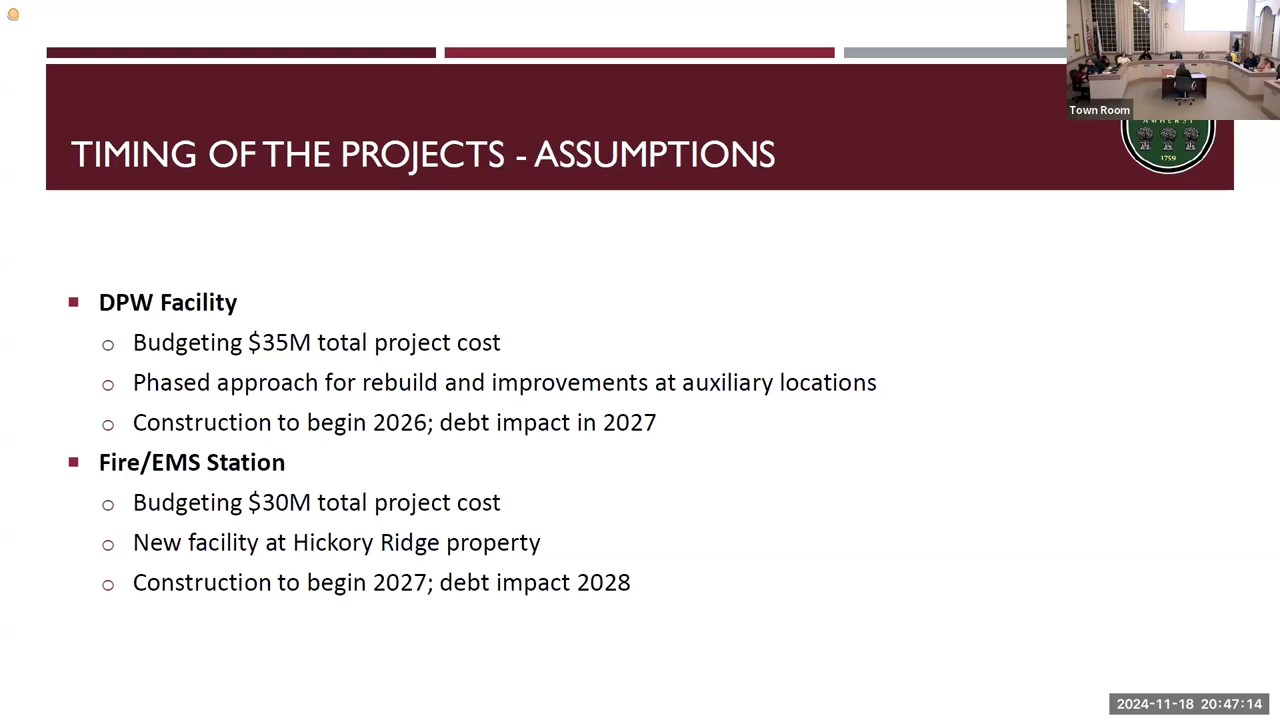 Town Room
AMHERST
1759
TIMING OF THE PROJECTS - ASSUMPTIONS
DPW Facility
Budgeting $35M total project cost
Phased approach for rebuild and improvements at auxiliary locations
Construction to begin 2026; debt impact in 2027
Fire/EMS Station
Budgeting $30M total project cost
New facility at Hickory Ridge property
Construction to begin 2027; debt impact 2028
2024-11-18 20:47:14